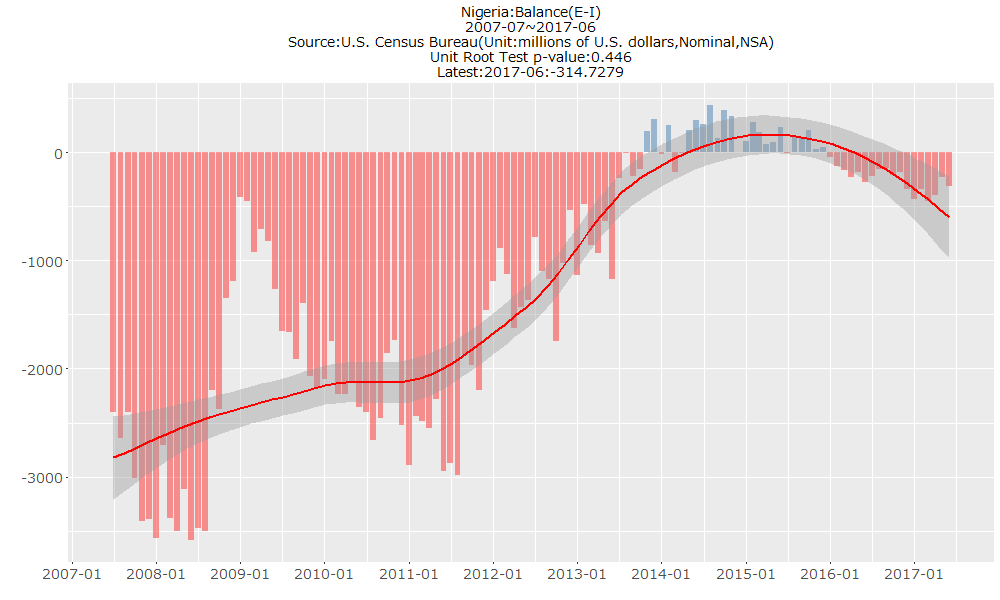 Nigeria:Balance(E-I)
2007-07~2017-06
Source:U.S. Census Bureau(Unit:millions of U.S. dollars,Nominal,NSA)
Unit Root Test p-value:0.446
Latest:2017-06:-314.7279
0
-1000
-2000
-3000
2007-01 2008-01 2009-01 2010-01 2011-01 2012-01 2013-01 2014-01 2015-01 2016-01 2017-01